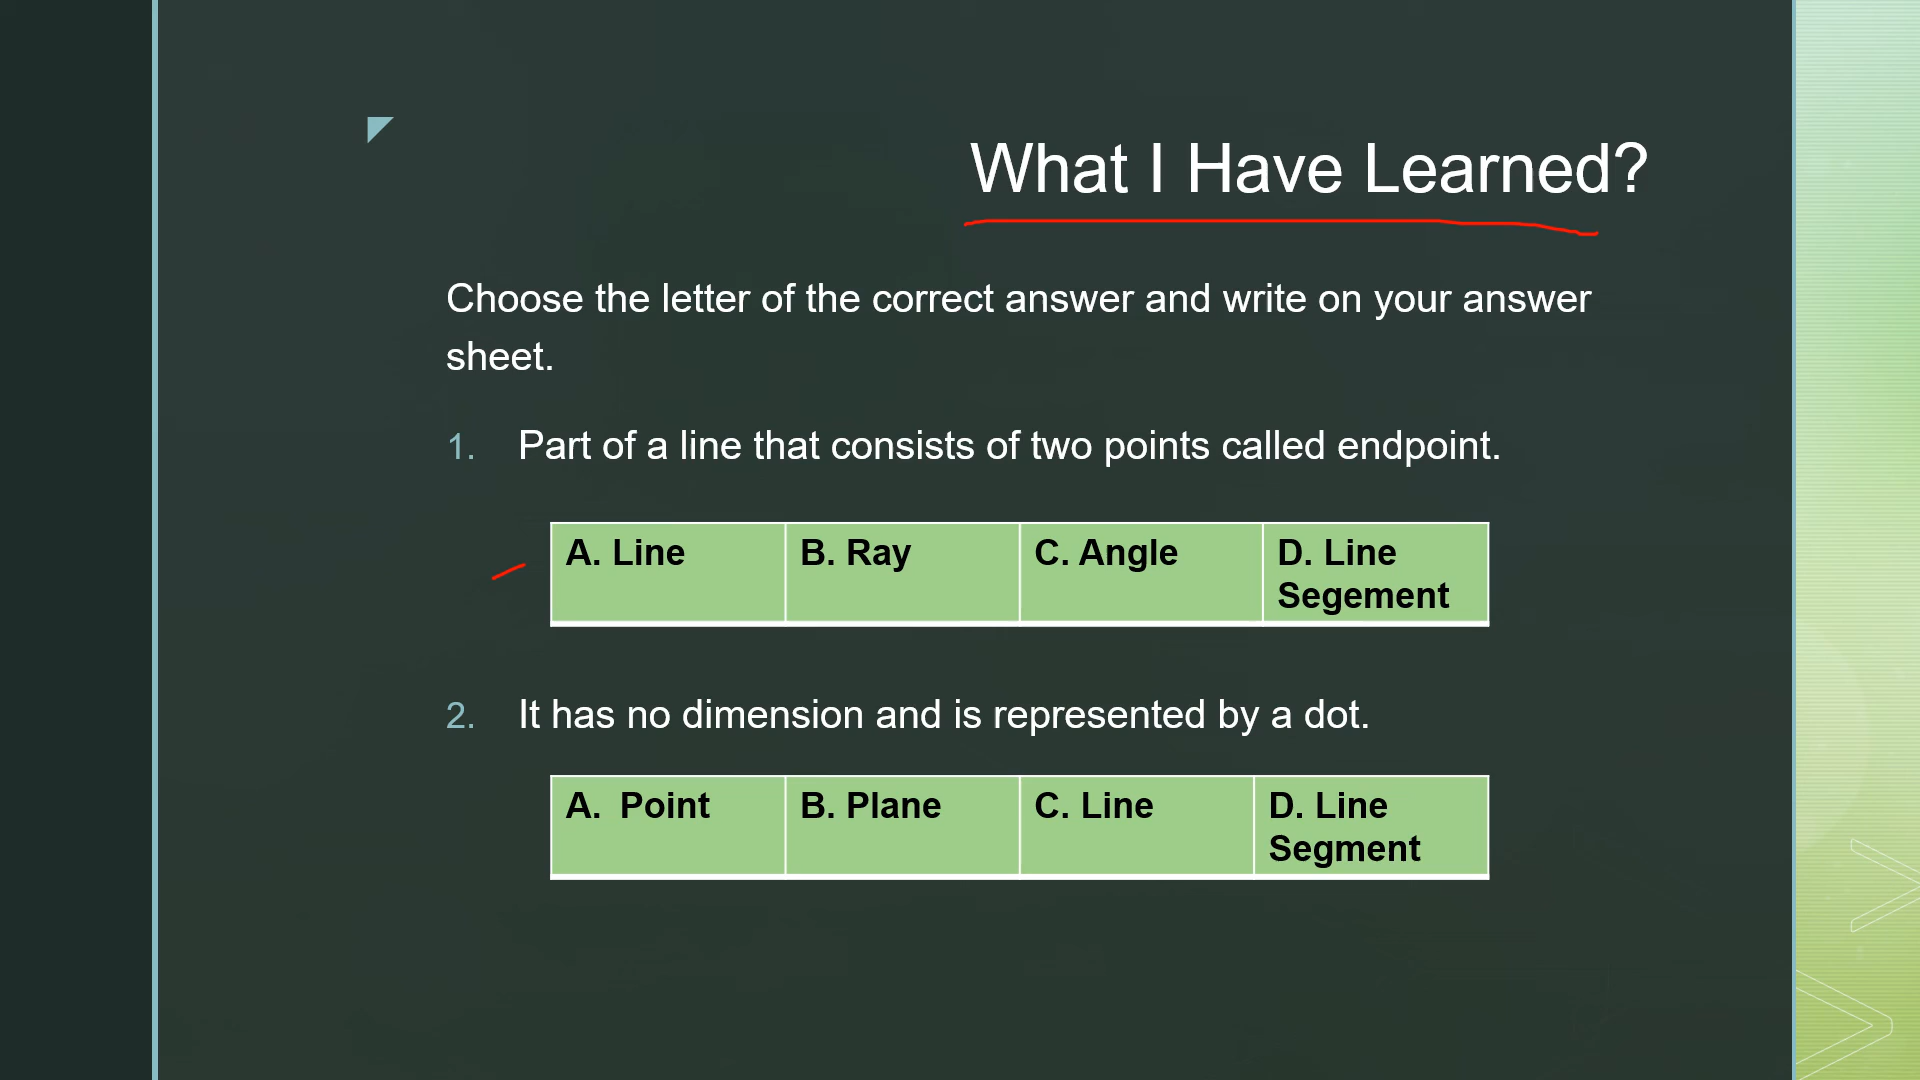 What I Have Learned?
Choose the letter of the correct answer and write on your answer
sheet.
1. Part of a line that consists of two points called endpoint.
A. Line B. Ray C. Angle D. Line
Segement
2. It has no dimension and is represented by a dot.
A. Point B. Plane C. Line D. Line
Segment